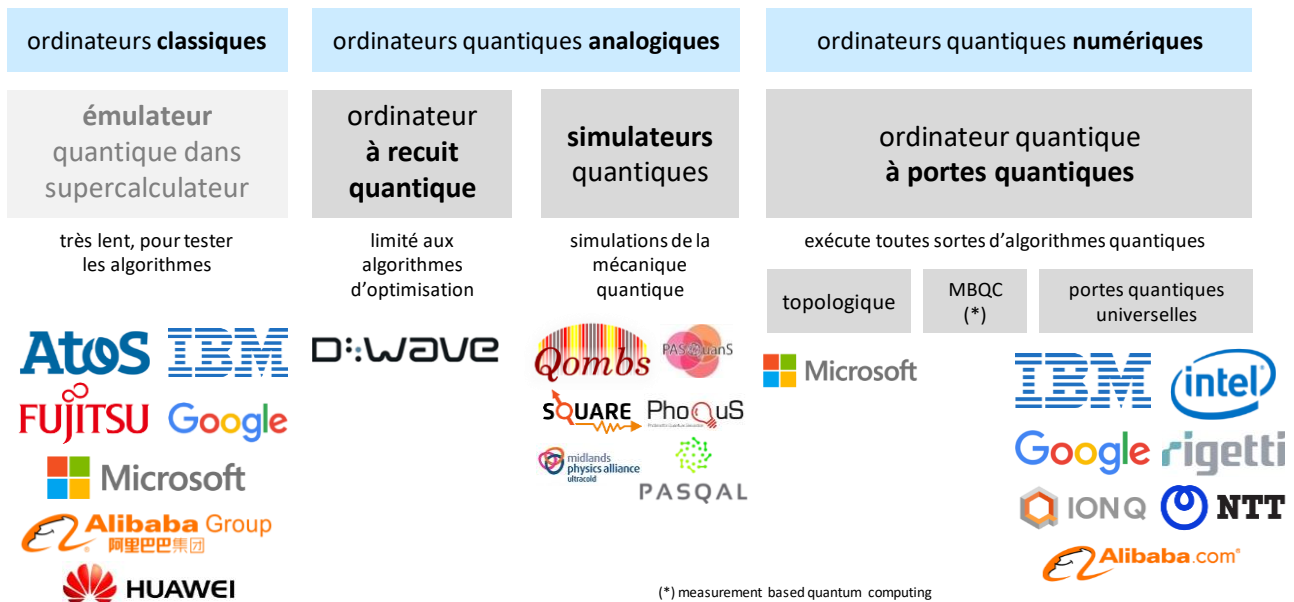 ordinateurs classiques
ordinateurs quantiques analogiques
ordinateurs quantiques numériques
émulateur
quantique dans
supercalculateur
ordinateur
à recuit
quantique
simulateurs
quantiques
ordinateur quantique
à portes quantiques
très lent, pour tester
les algorithmes
limité aux
algorithmes
d’optimisation
simulations de la
mécanique
quantique
exécute toutes sortes d’algorithmes quantiques
topologique
MBQC
(*)
portes quantiques
universelles
Atos
IBM
FUJITSU
Google
Microsoft
Alibaba Group
阿里巴巴集团
HUAWEI
D:wave
Qombs
PASQuanS
SQUARE
PhoQuS
midlands
physics alliance
ultracold
PASQAL
Microsoft
IBM
intel
Google
rigetti
IONQ
NTT
Alibaba.com®
(*) measurement based quantum computing